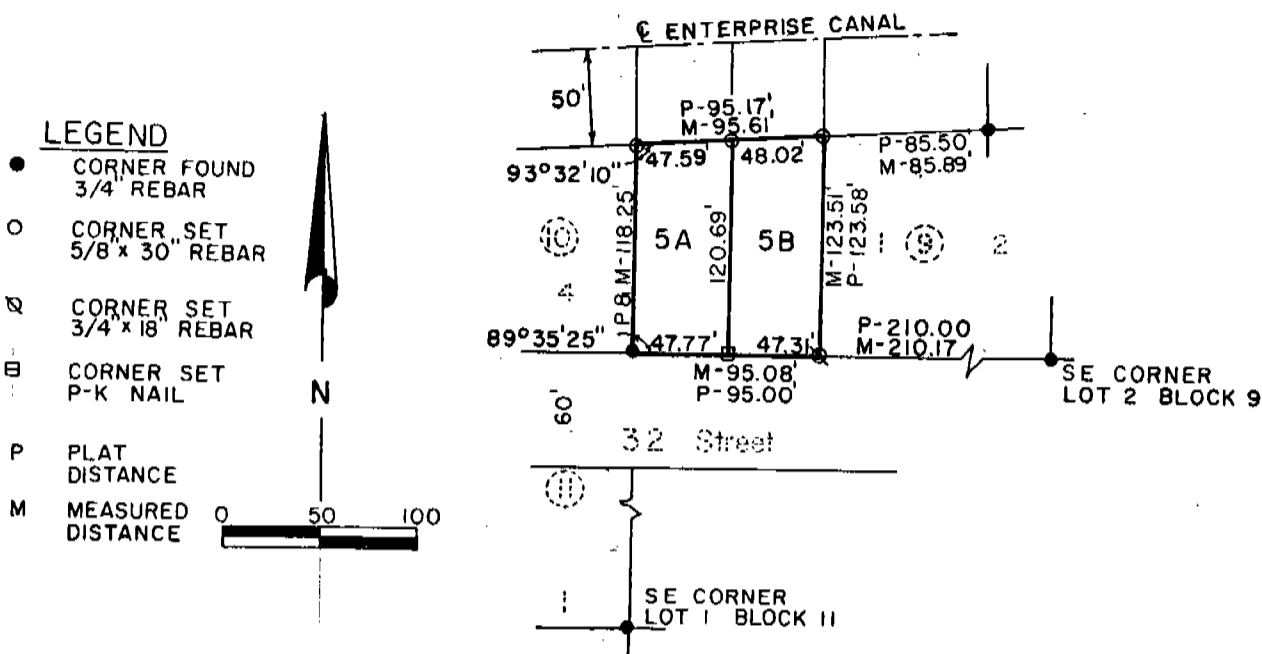 ℄ ENTERPRISE CANAL
50'
P-95.17'
M-95.61'
47.59'
48.02'
P-85.50'
M-85.89'
93°32'10"
LEGEND
CORNER FOUND
3/4" REBAR
CORNER SET
5/8" x 30" REBAR
CORNER SET
3/4" x 18" REBAR
CORNER SET
P-K NAIL
P PLAT
DISTANCE
M MEASURED
DISTANCE
N
0 50 100
10
4
P & M-118.25'
5A
120.69'
5B
M-123.51'
P-123.58'
1
9
2
89°35'25"
47.77'
47.31'
M-95.08'
P-95.00'
P-210.00
M-210.17
SE CORNER
LOT 2 BLOCK 9
60'
32 Street
11
1
SE CORNER
LOT 1 BLOCK 11